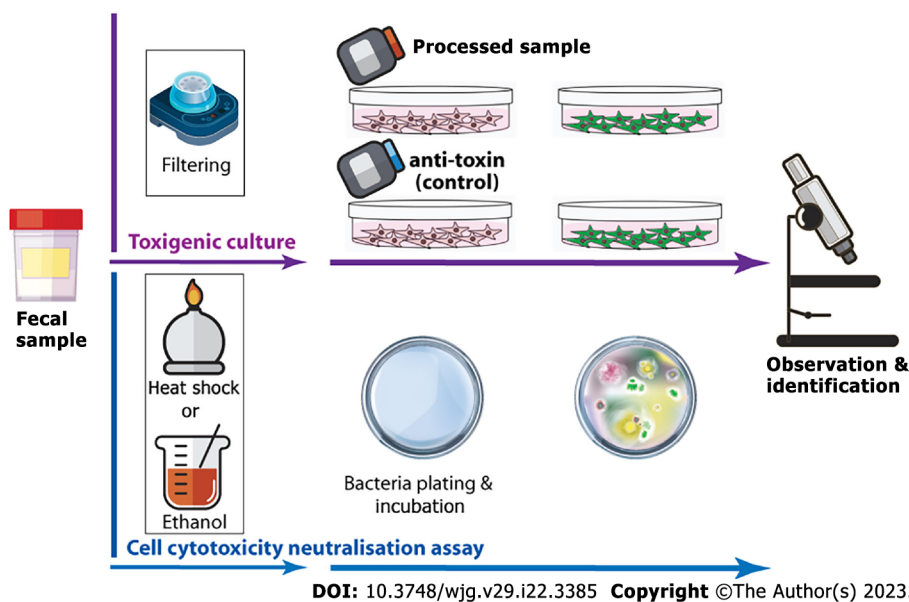 Processed sample
Filtering
anti-toxin
(control)
Toxigenic culture
Fecal
sample
Heat shock
or
Ethanol
Observation &
identification
Bacteria plating &
incubation
Cell cytotoxicity neutralisation assay
DOI: 10.3748/wjg.v29.i22.3385 Copyright ©The Author(s) 2023.